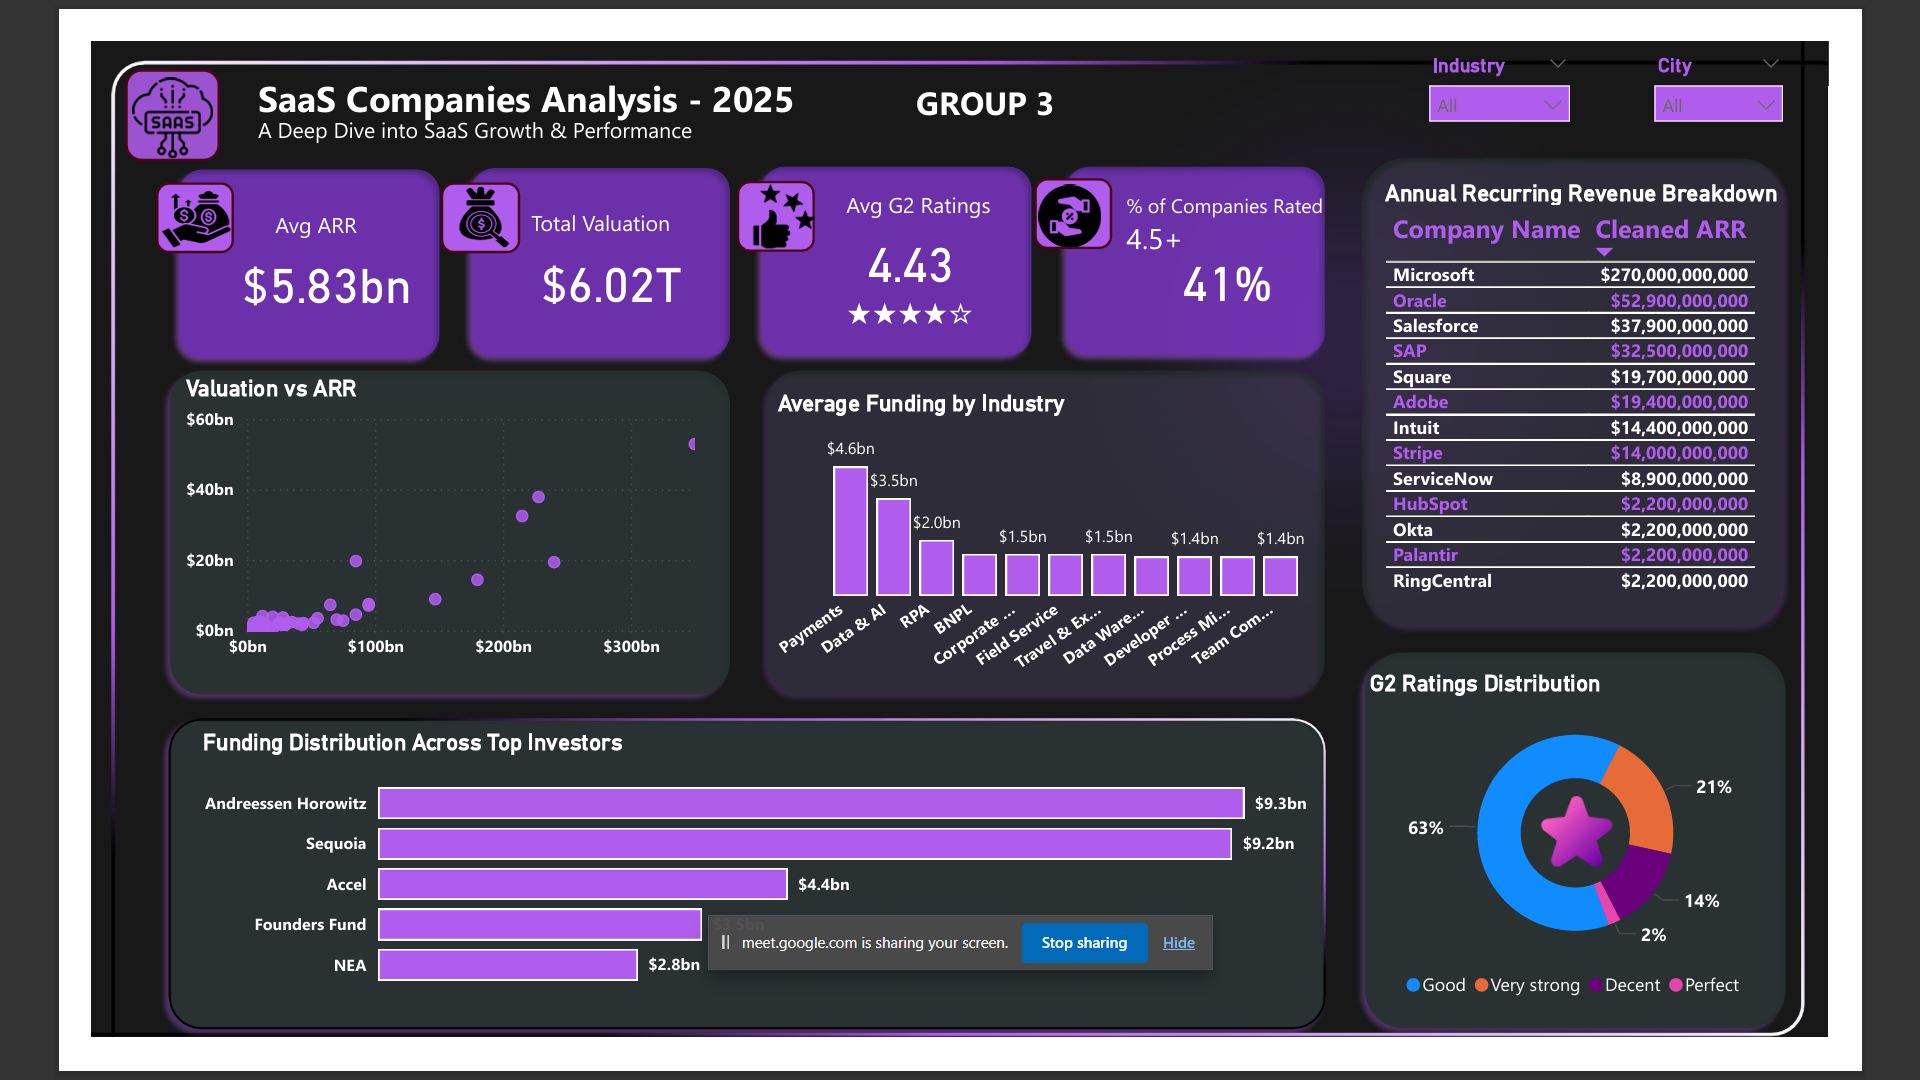 SaaS Companies Analysis - 2025
A Deep Dive into SaaS Growth & Performance
GROUP 3
Industry
All
City
All
SAAS
Avg ARR
$5.83bn
Total Valuation
$6.02T
Avg G2 Ratings
4.43
★★★★☆
% of Companies Rated
4.5+
41%
Annual Recurring Revenue Breakdown
Company Name Cleaned ARR
Microsoft $270,000,000,000
Oracle $52,900,000,000
Salesforce $37,900,000,000
SAP $32,500,000,000
Square $19,700,000,000
Adobe $19,400,000,000
Intuit $14,400,000,000
Stripe $14,000,000,000
ServiceNow $8,900,000,000
HubSpot $2,200,000,000
Okta $2,200,000,000
Palantir $2,200,000,000
RingCentral $2,200,000,000
Valuation vs ARR
$60bn
$40bn
$20bn
$0bn
$0bn $100bn $200bn $300bn
Average Funding by Industry
$4.6bn
$3.5bn
$2.0bn
$1.5bn
$1.5bn
$1.4bn
$1.4bn
Payments
Data & AI
RPA
BNPL
Corporate ...
Field Service
Travel & Ex...
Data Ware...
Developer ...
Process Mi...
Team Com...
Funding Distribution Across Top Investors
Andreessen Horowitz $9.3bn
Sequoia $9.2bn
Accel $4.4bn
Founders Fund $3.5bn
NEA $2.8bn
meet.google.com is sharing your screen. Stop sharing Hide
G2 Ratings Distribution
63%
21%
14%
2%
Good Very strong Decent Perfect